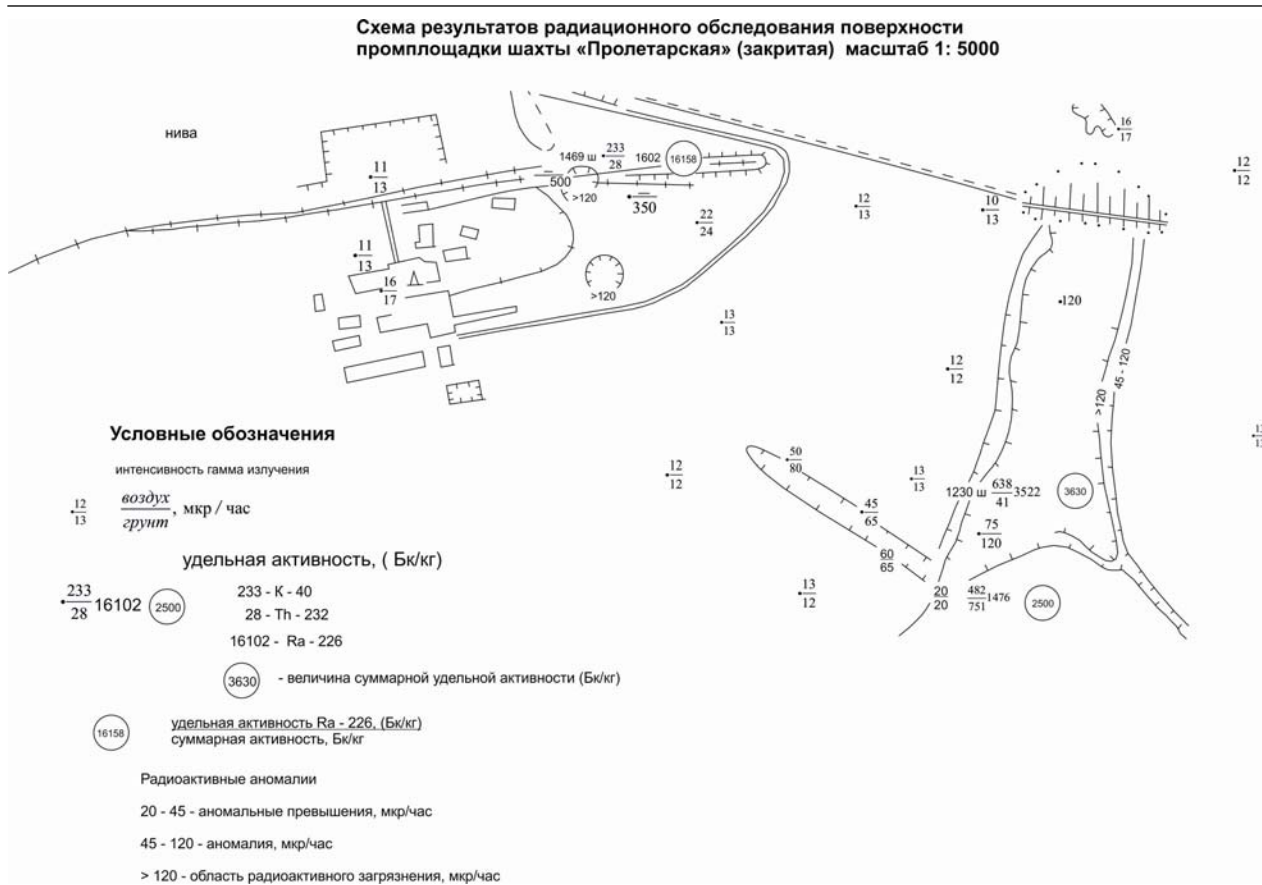 Схема результатов радиационного обследования поверхности
промплощадки шахты «Пролетарская» (закритая) масштаб 1: 5000
нива
11
13
1469 ш
233
28
1602
16158
500
>120
350
22
24
11
13
16
17
>120
13
13
12
13
10
13
16
17
12
12
120
12
12
>120
45 - 120
13
13
12
12
50
80
45
65
60
65
13
13
1230 ш
638
41
3522
3630
75
120
13
12
20
20
482
751
1476
2500
Условные обозначения
интенсивность гамма излучения
12
13
воздух
грунт
, мкр / час
удельная активность, ( Бк/кг)
233
28
16102
2500
233 - К - 40
28 - Th - 232
16102 - Ra - 226
3630
- величина суммарной удельной активности (Бк/кг)
16158
удельная активность Ra - 226, (Бк/кг)
суммарная активность, Бк/кг
Радиоактивные аномалии
20 - 45 - аномальные превышения, мкр/час
45 - 120 - аномалия, мкр/час
> 120 - область радиоактивного загрязнения, мкр/час